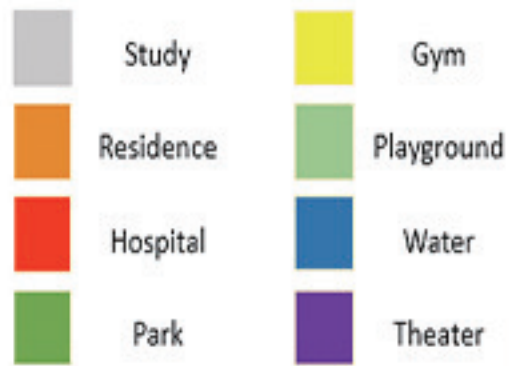 Study
Gym
Residence
Playground
Hospital
Water
Park
Theater